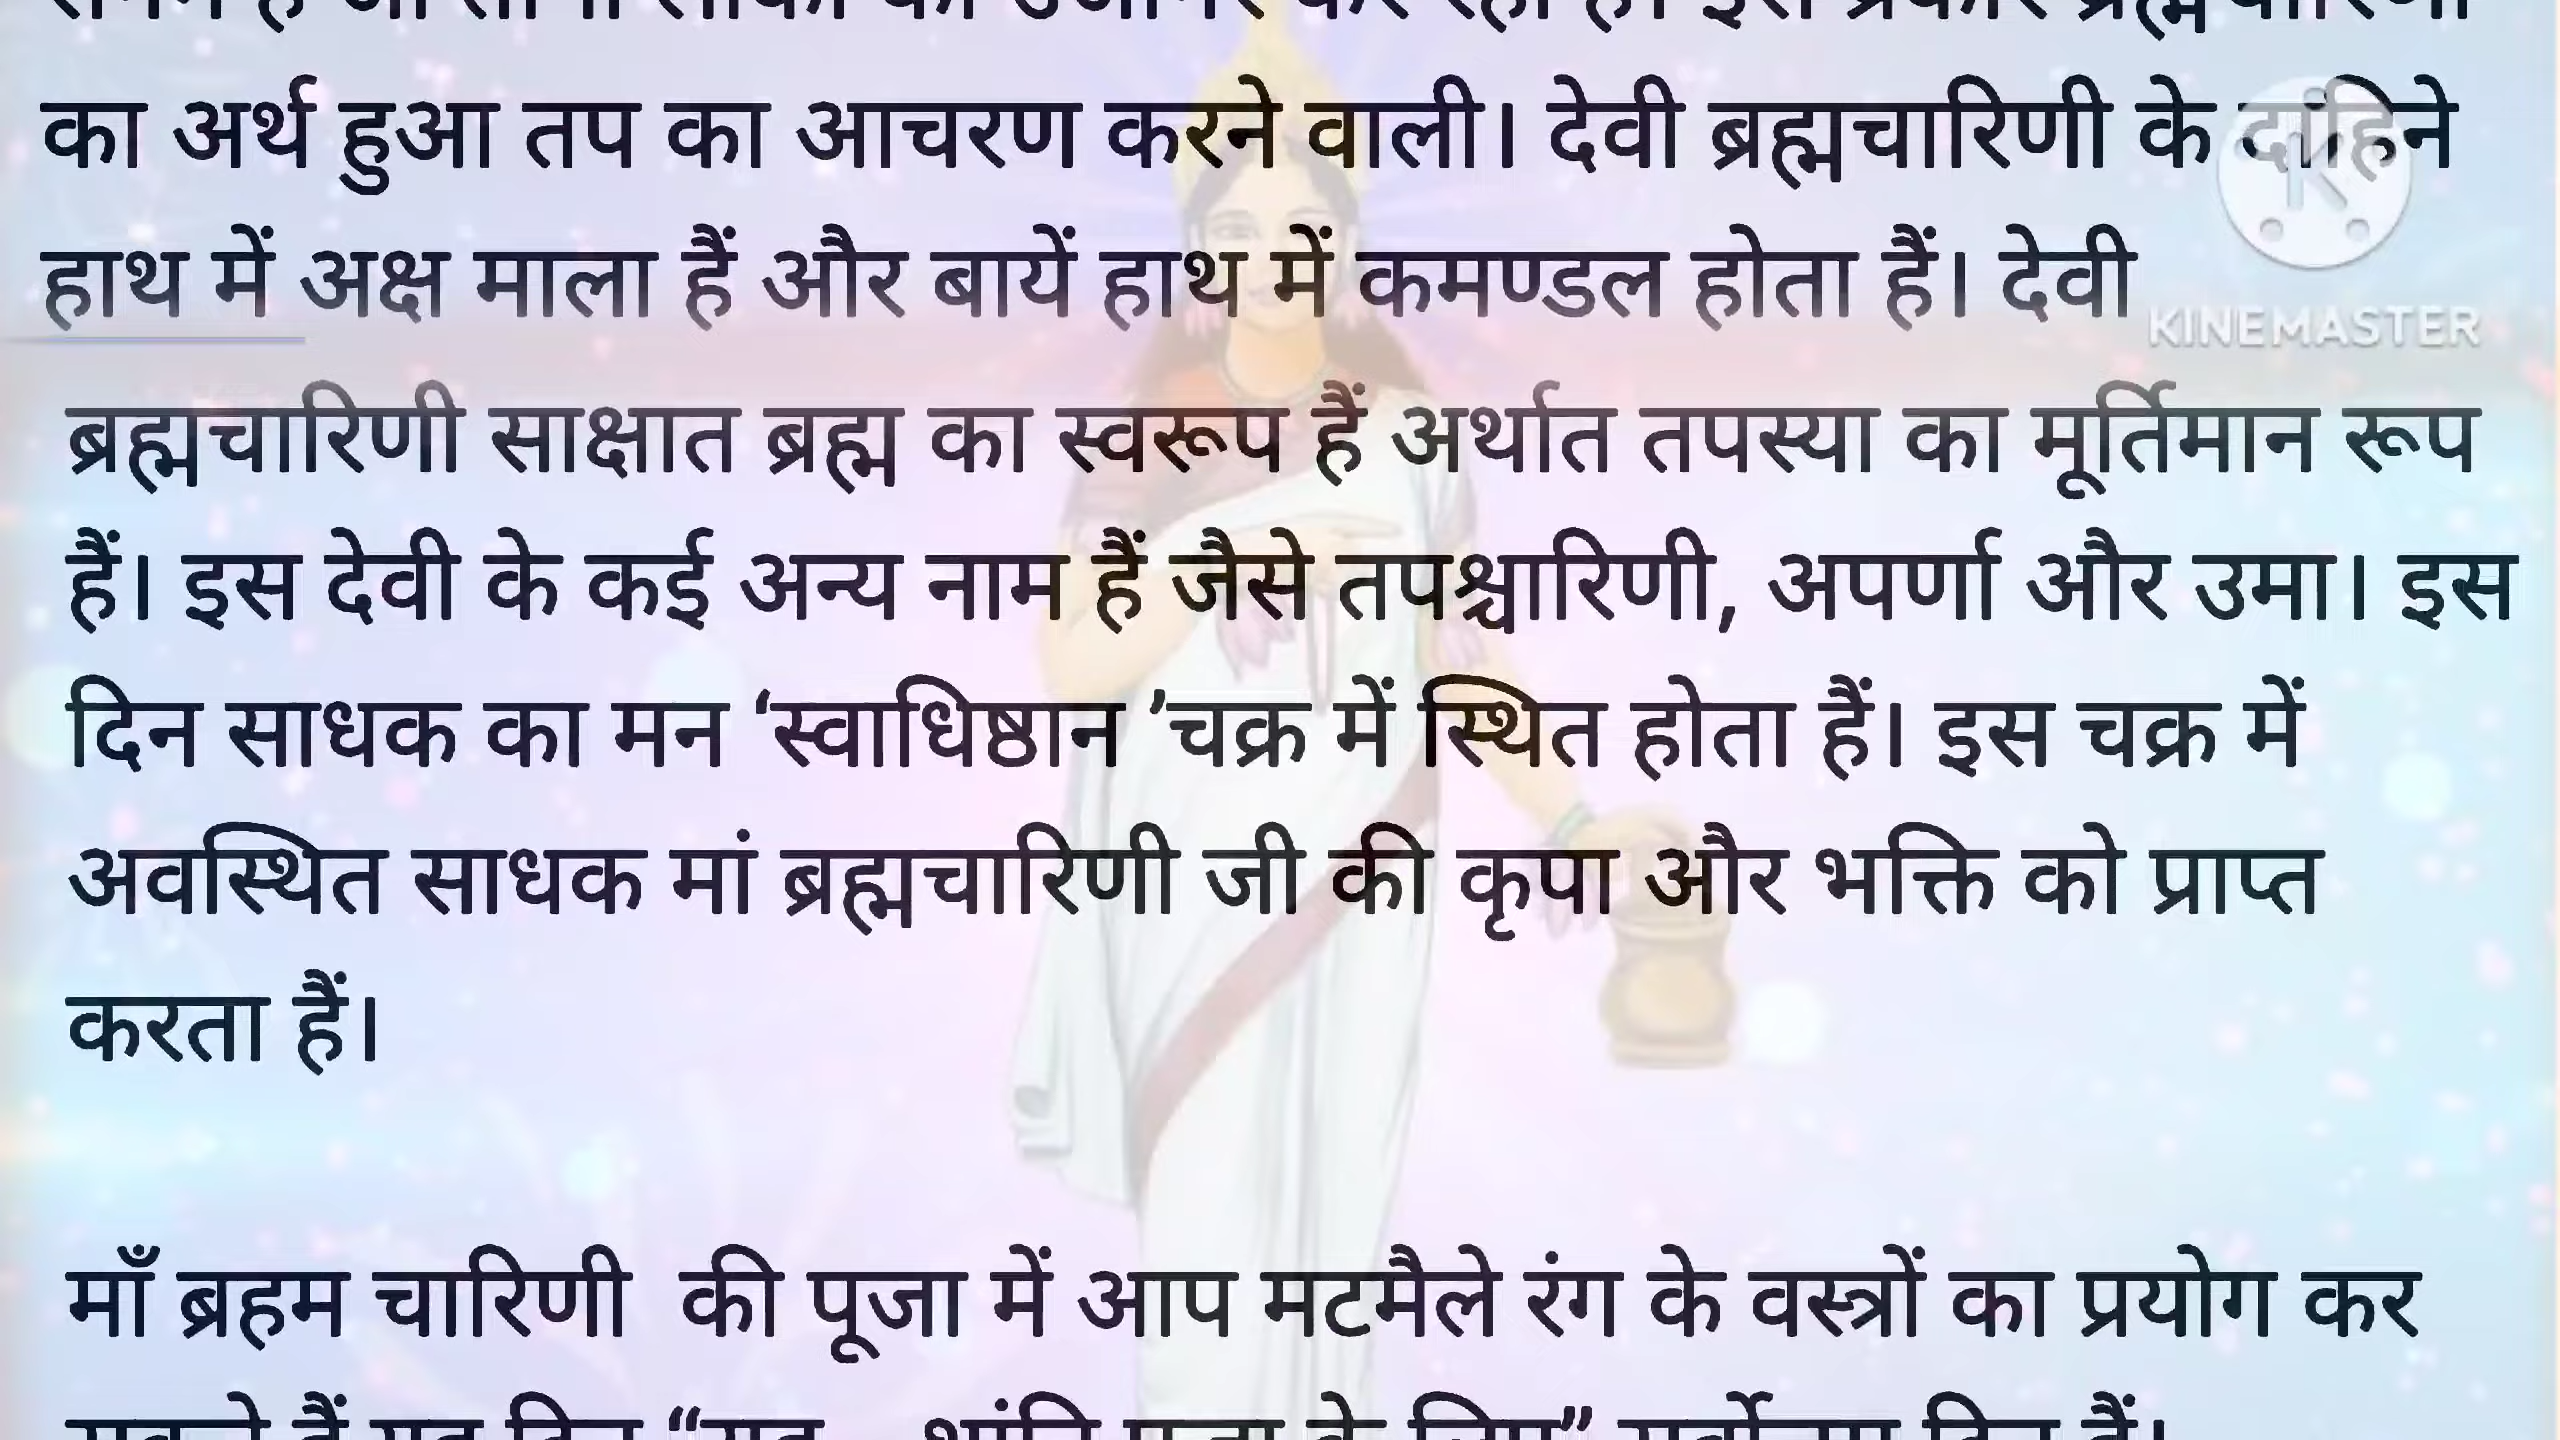 का अर्थ हुआ तप का आचरण करने वाली। देवी ब्रह्मचारिणी के दांहिने
हाथ में अक्ष माला हैं और बायें हाथ में कमण्डल होता हैं। देवी
KINEMASTER
ब्रह्मचारिणी साक्षात ब्रह्म का स्वरूप हैं अर्थात तपस्या का मूर्तिमान रूप
हैं। इस देवी के कई अन्य नाम हैं जैसे तपश्चारिणी, अपर्णा और उमा। इस
दिन साधक का मन ‘स्वाधिष्ठान ’चक्र में स्थित होता हैं। इस चक्र में
अवस्थित साधक मां ब्रह्मचारिणी जी की कृपा और भक्ति को प्राप्त
करता हैं।
माँ ब्रहम चारिणी  की पूजा में आप मटमैले रंग के वस्त्रों का प्रयोग कर